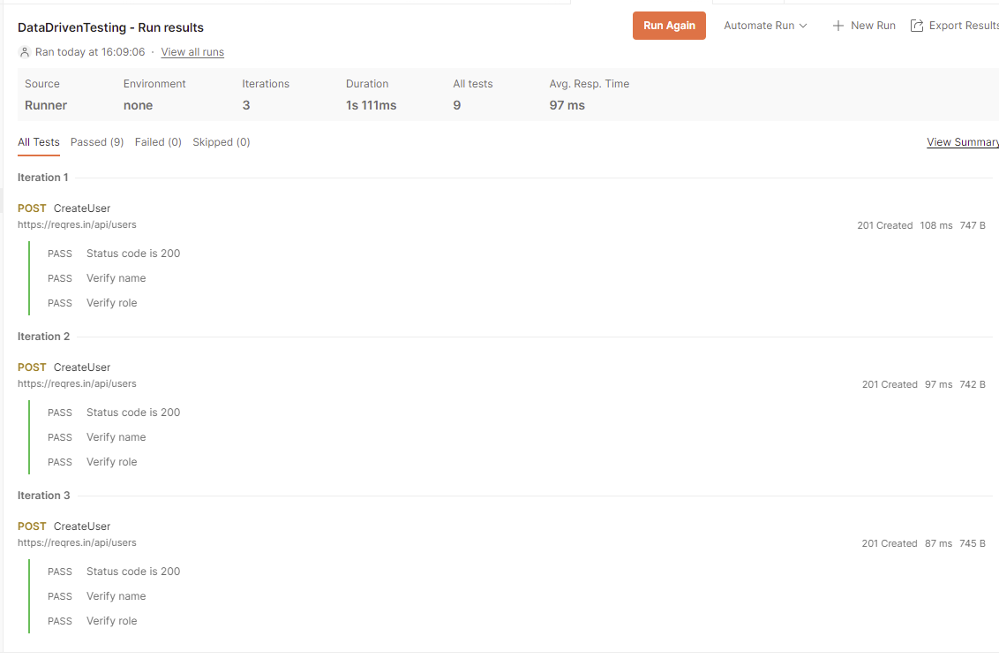 DataDrivenTesting - Run results
Run Again
Automate Run
New Run
Export Results
Ran today at 16:09:06 · View all runs
Source Environment Iterations Duration All tests Avg. Resp. Time
Runner none 3 1s 111ms 9 97 ms
All Tests Passed (9) Failed (0) Skipped (0) View Summary
Iteration 1
POST CreateUser
https://reqres.in/api/users 201 Created 108 ms 747 B
PASS Status code is 200
PASS Verify name
PASS Verify role
Iteration 2
POST CreateUser
https://reqres.in/api/users 201 Created 97 ms 742 B
PASS Status code is 200
PASS Verify name
PASS Verify role
Iteration 3
POST CreateUser
https://reqres.in/api/users 201 Created 87 ms 745 B
PASS Status code is 200
PASS Verify name
PASS Verify role